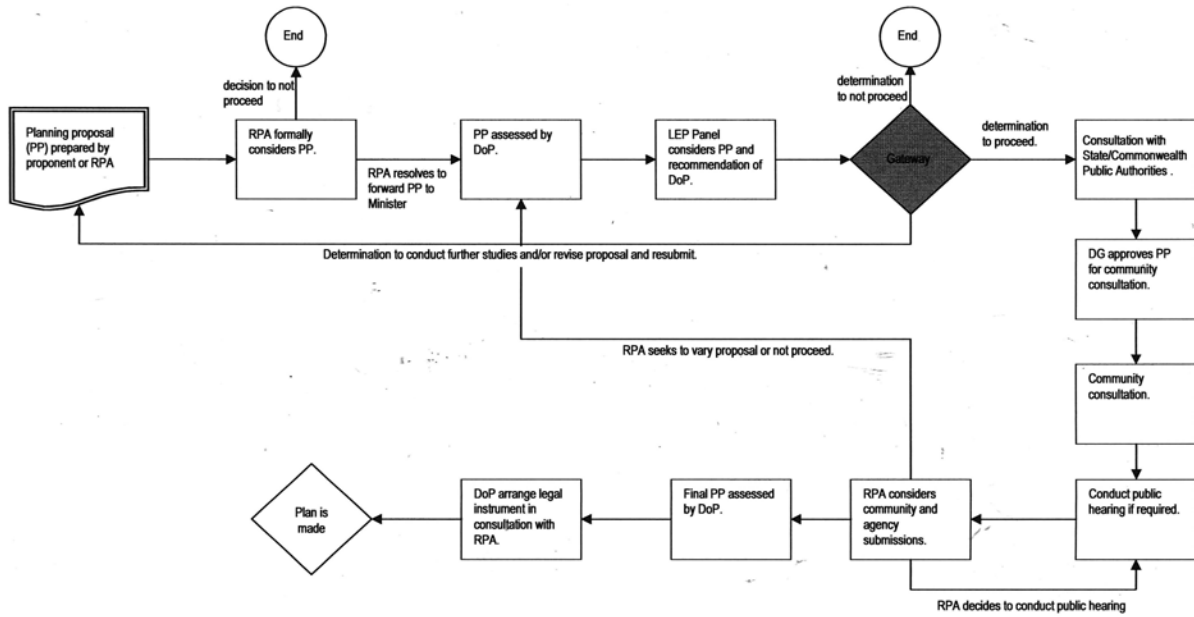 End
End
decision to not
proceed
determination
to not proceed
Planning proposal
(PP) prepared by
proponent or RPA
RPA formally
considers PP.
RPA resolves to
forward PP to
Minister
PP assessed by
DoP.
LEP Panel
considers PP and
recommendation of
DoP.
Gateway
determination
to proceed.
Consultation with
State/Commonwealth
Public Authorities .
Determination to conduct further studies and/or revise proposal and resubmit.
DG approves PP
for community
consultation.
RPA seeks to vary proposal or not proceed.
Community
consultation.
Plan is
made
DoP arrange legal
instrument in
consultation with
RPA.
Final PP assessed
by DoP.
RPA considers
community and
agency
submissions.
Conduct public
hearing if required.
RPA decides to conduct public hearing